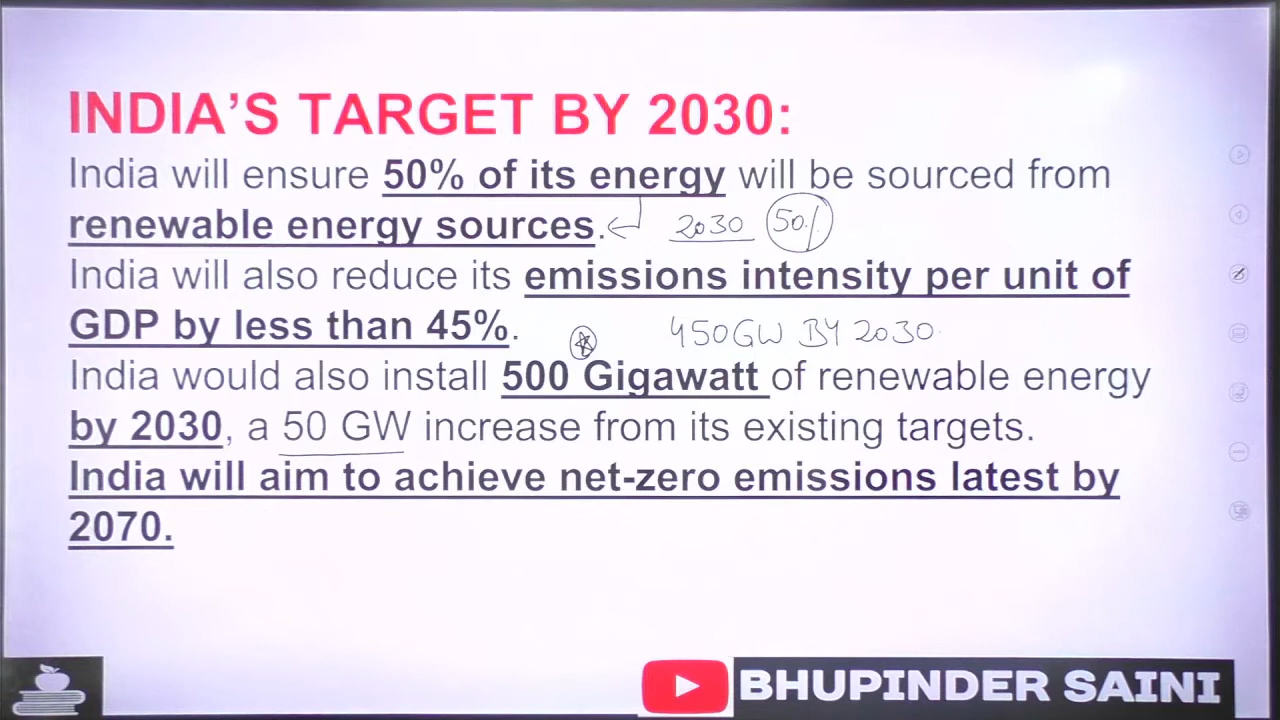 INDIA’S TARGET BY 2030:
India will ensure 50% of its energy will be sourced from
renewable energy sources. 2030 50%
India will also reduce its emissions intensity per unit of
GDP by less than 45%.
450GW BY 2030.
India would also install 500 Gigawatt of renewable energy
by 2030, a 50 GW increase from its existing targets.
India will aim to achieve net-zero emissions latest by
2070.
BHUPINDER SAINI